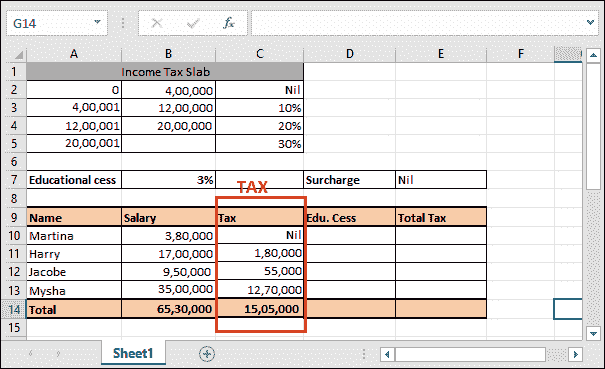 G14 fx
A B C D E F
1 Income Tax Slab
2 0 4,00,000 Nil
3 4,00,001 12,00,000 10%
4 12,00,001 20,00,000 20%
5 20,00,001 30%
6
7 Educational cess 3% Surcharge Nil
TAX
8
9 Name Salary Tax Edu. Cess Total Tax
10 Martina 3,80,000 Nil
11 Harry 17,00,000 1,80,000
12 Jacobe 9,50,000 55,000
13 Mysha 35,00,000 12,70,000
14 Total 65,30,000 15,05,000
15
Sheet1